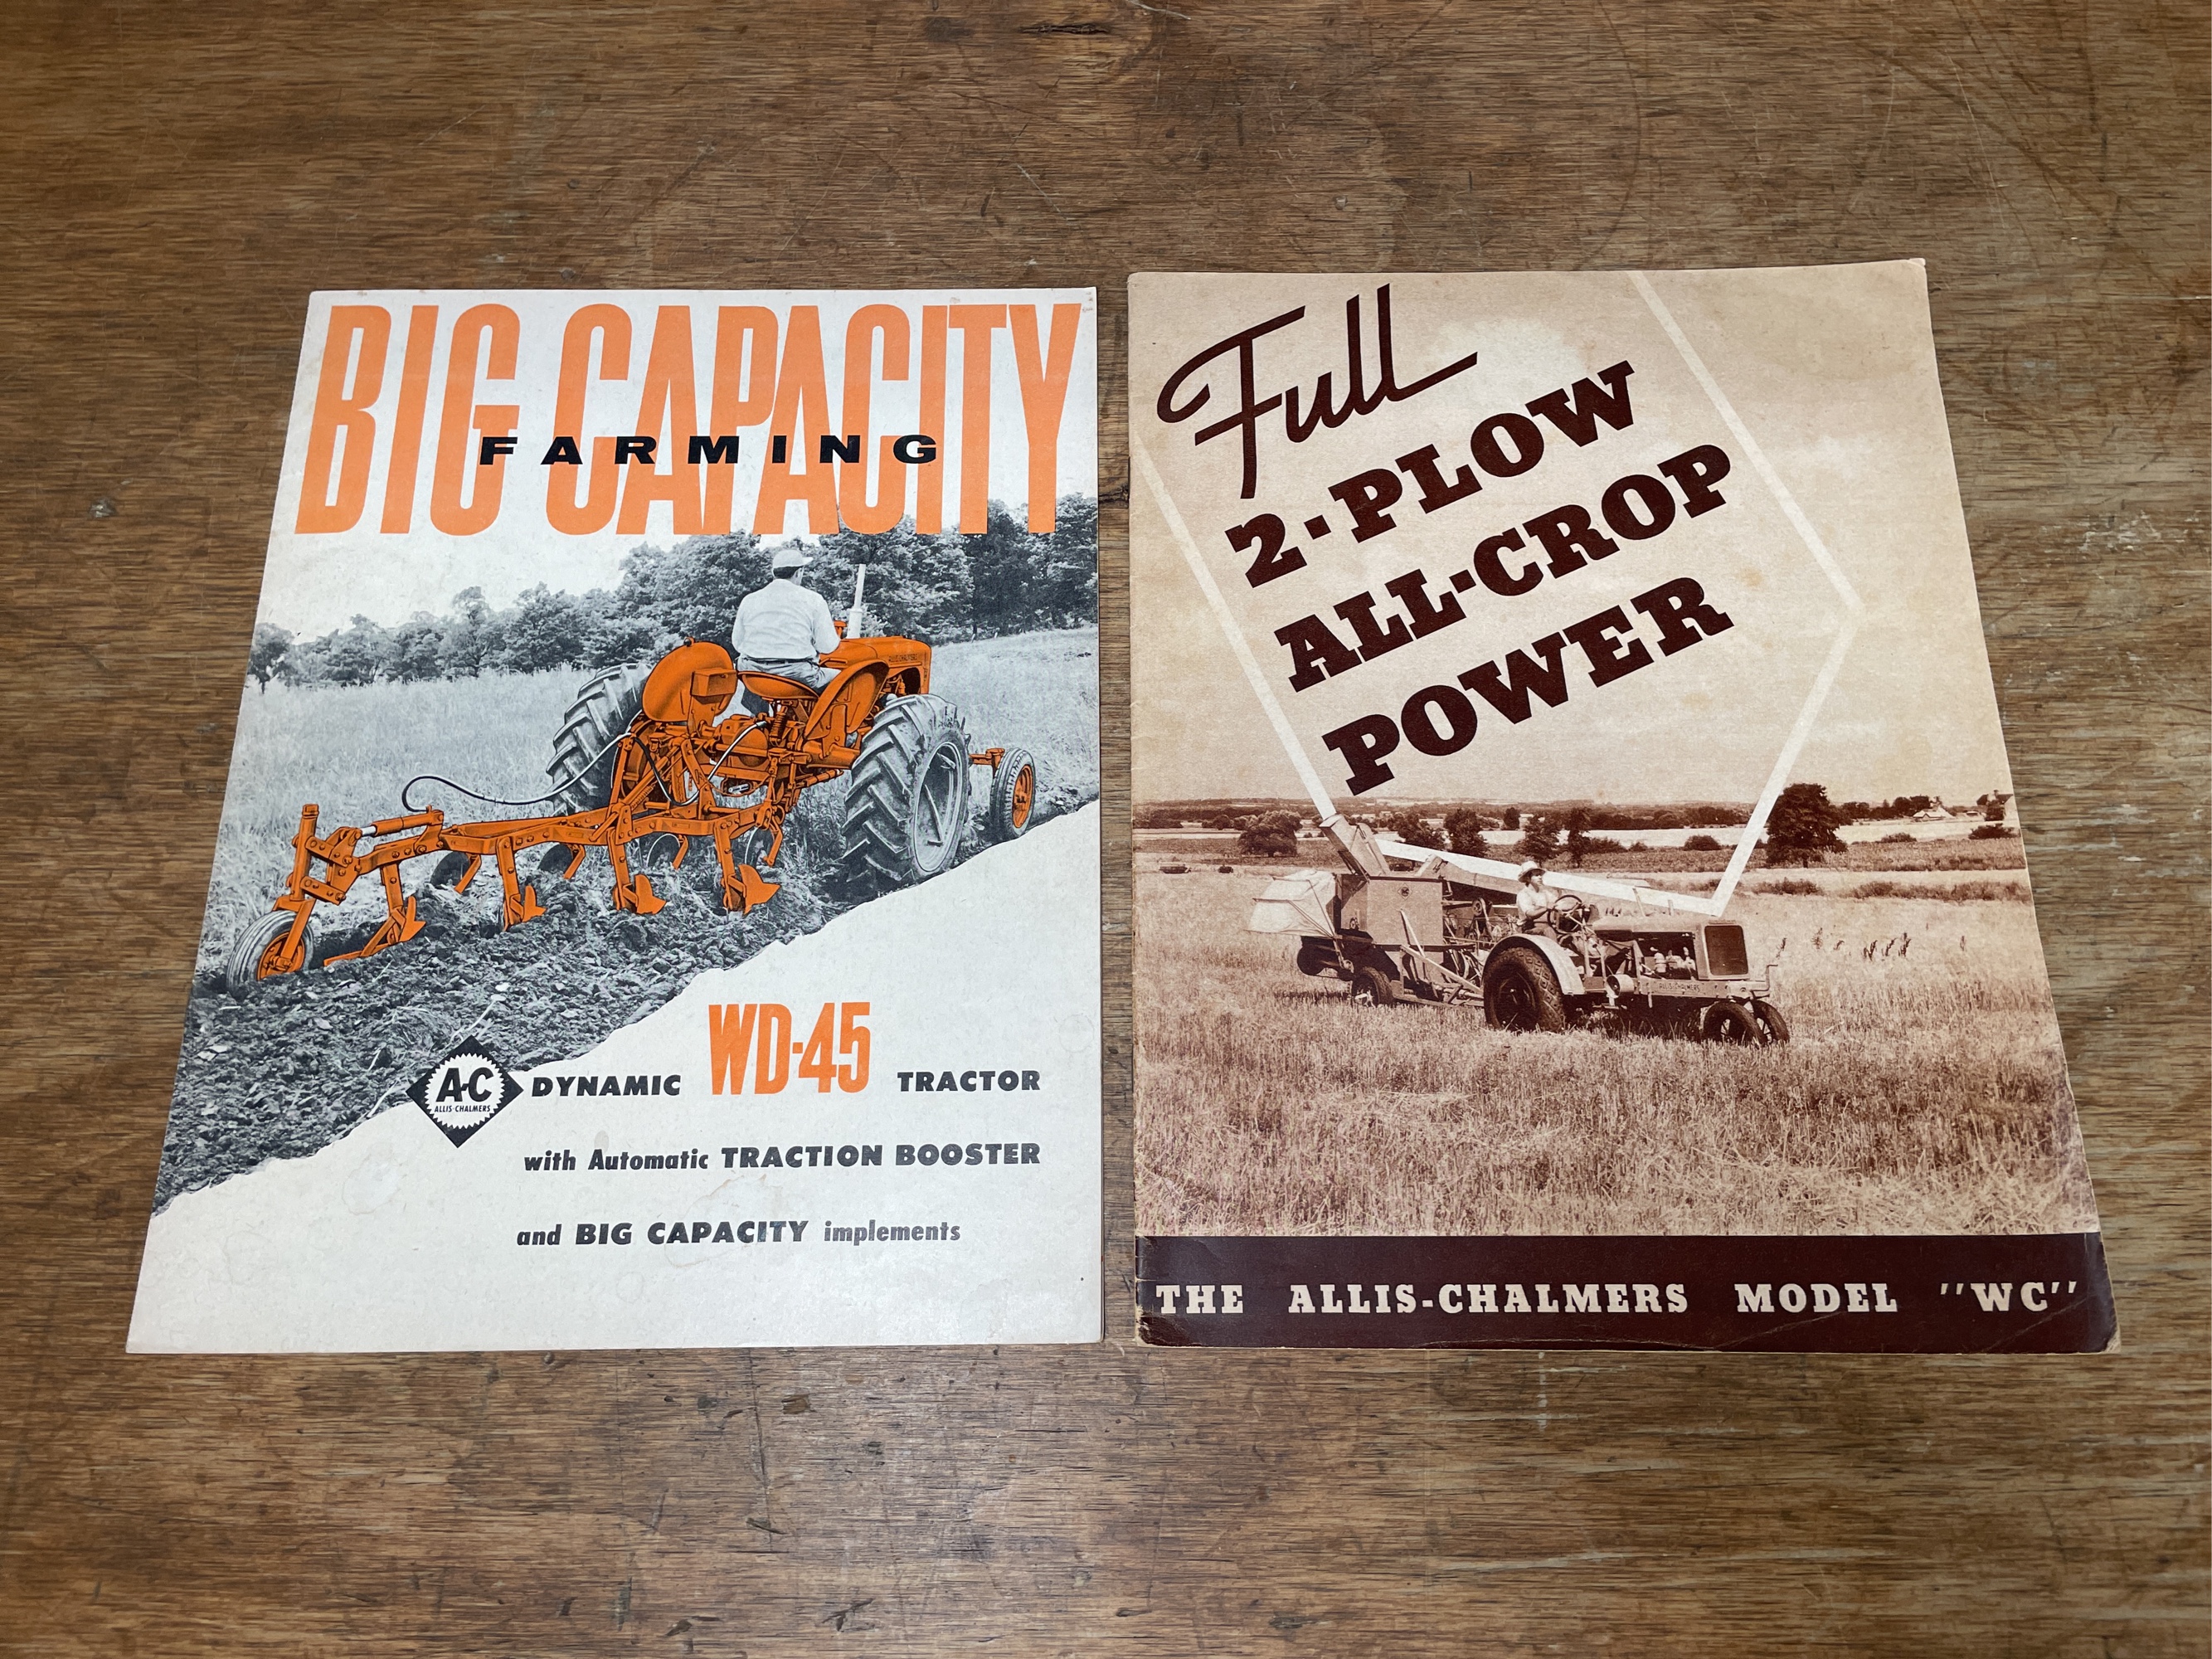 BIG CAPACITY
FARMING
WD-45
A-C
ALLIS-CHALMERS
DYNAMIC TRACTOR
with Automatic TRACTION BOOSTER
and BIG CAPACITY implements
Full
2-PLOW
ALL-CROP
POWER
THE ALLIS-CHALMERS MODEL "WC"